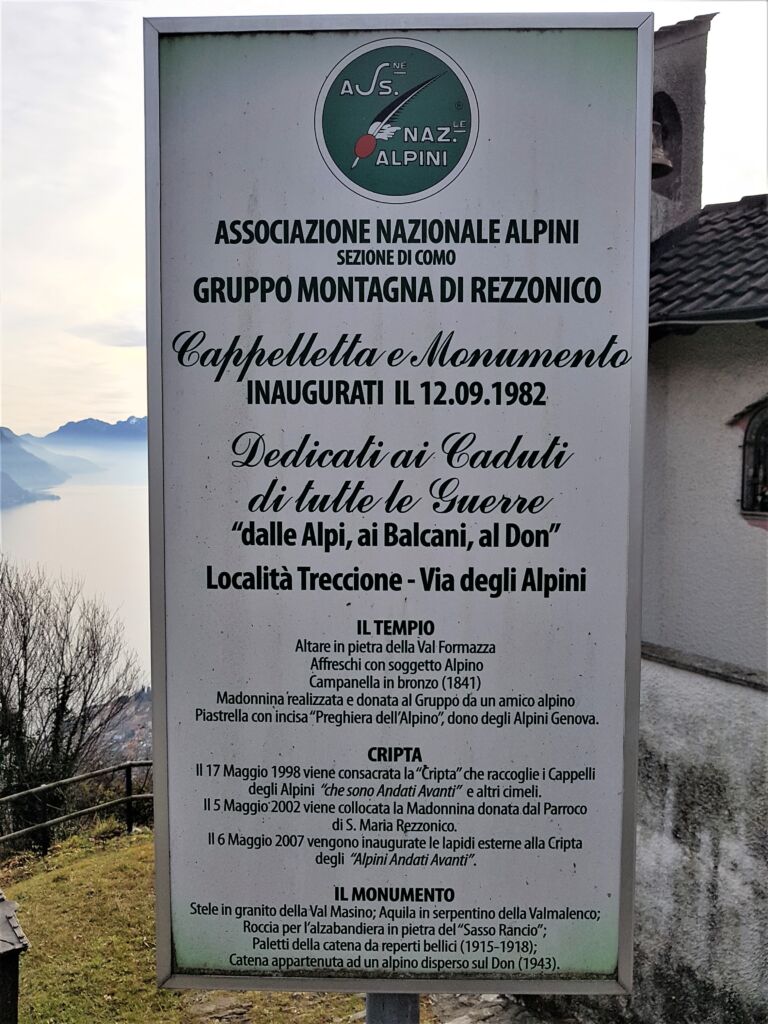 ASS.NE
NAZ.LE
ALPINI
®
ASSOCIAZIONE NAZIONALE ALPINI
SEZIONE DI COMO
GRUPPO MONTAGNA DI REZZONICO
Cappelletta e Monumento
INAUGURATI IL 12.09.1982
Dedicati ai Caduti
di tutte le Guerre
“dalle Alpi, ai Balcani, al Don”
Località Treccione - Via degli Alpini
IL TEMPIO
Altare in pietra della Val Formazza
Affreschi con soggetto Alpino
Campanella in bronzo (1841)
Madonnina realizzata e donata al Gruppo da un amico alpino
Piastrella con incisa “Preghiera dell’Alpino”, dono degli Alpini Genova.
CRIPTA
Il 17 Maggio 1998 viene consacrata la “Cripta” che raccoglie i Cappelli
degli Alpini “che sono Andati Avanti” e altri cimeli.
Il 5 Maggio 2002 viene collocata la Madonnina donata dal Parroco
di S. Maria Rezzonico.
Il 6 Maggio 2007 vengono inaugurate le lapidi esterne alla Cripta
degli “Alpini Andati Avanti”.
IL MONUMENTO
Stele in granito della Val Masino; Aquila in serpentino della Valmalenco;
Roccia per l’alzabandiera in pietra del “Sasso Rancio”;
Paletti della catena da reperti bellici (1915-1918);
Catena appartenuta ad un alpino disperso sul Don (1943).